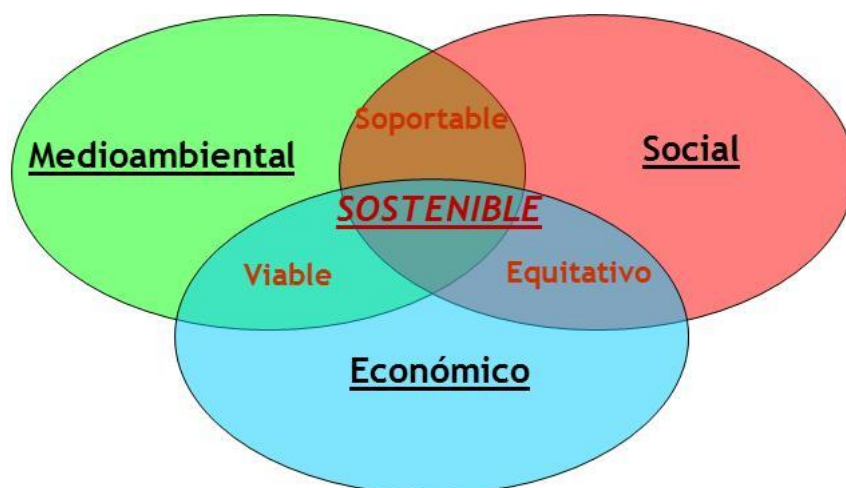 Soportable
Medioambiental
Social
SOSTENIBLE
Viable
Equitativo
Económico